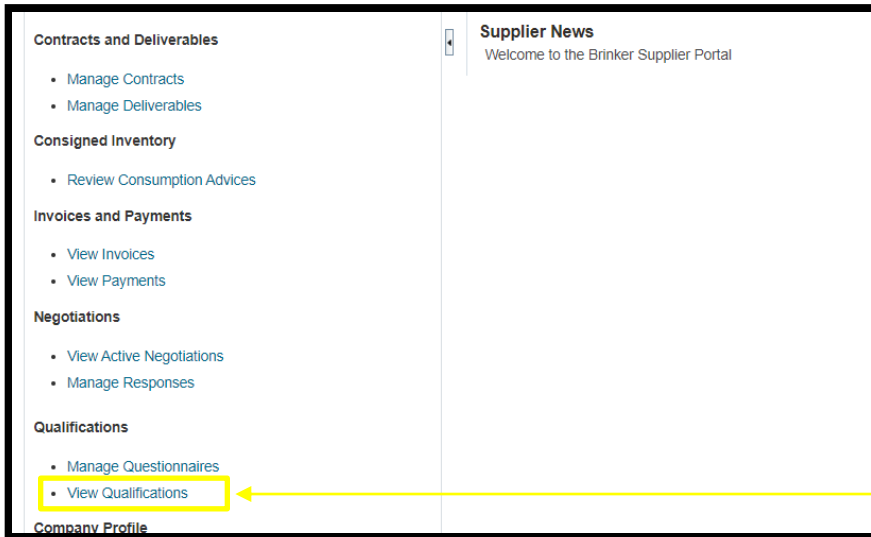 Contracts and Deliverables
Manage Contracts
Manage Deliverables
Consigned Inventory
Review Consumption Advices
Invoices and Payments
View Invoices
View Payments
Negotiations
View Active Negotiations
Manage Responses
Qualifications
Manage Questionnaires
View Qualifications
Company Profile
Supplier News
Welcome to the Brinker Supplier Portal